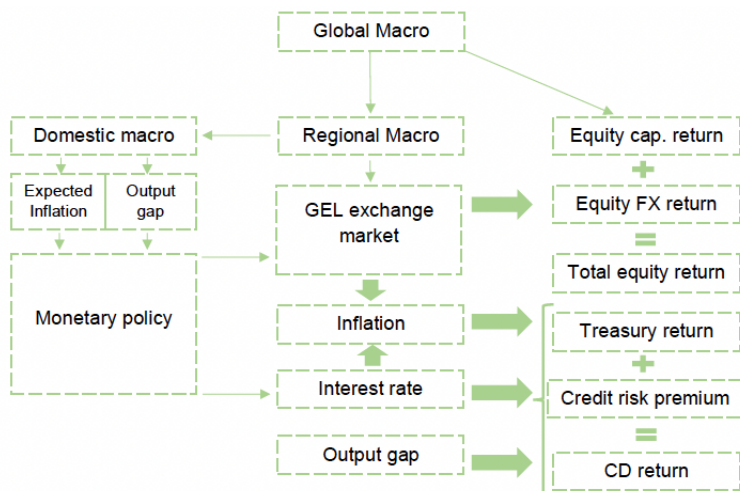 Global Macro
Domestic macro
Regional Macro
Equity cap. return
+
Expected
Inflation
Output
gap
GEL exchange
market
Equity FX return
=
Total equity return
Monetary policy
Inflation
Treasury return
+
Interest rate
Credit risk premium
=
Output gap
CD return